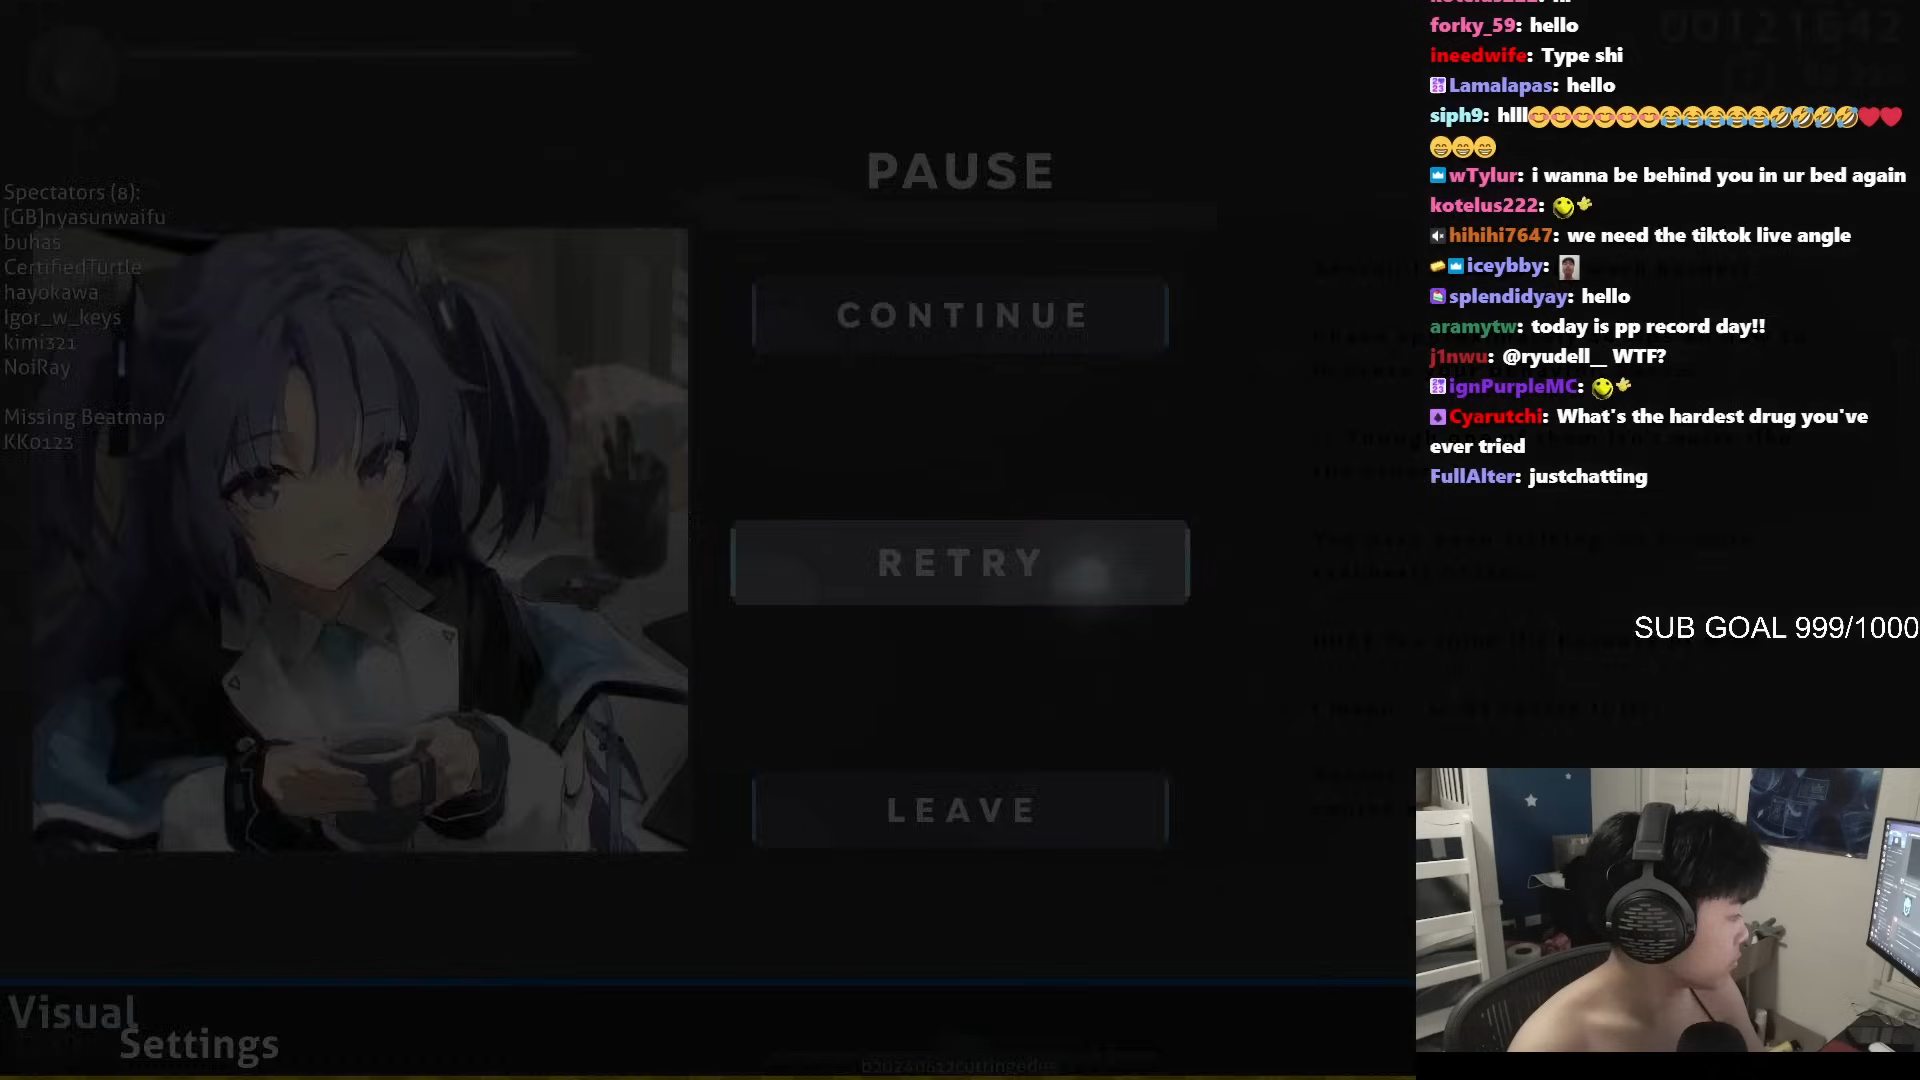 forky_59: hello
ineedwife: Type shi
Lamalapas: hello
siph9: hlll😊😊😊😊😊😊😂😂😂😂😂🤣🤣🤣🤣❤️❤️
😄😄😄
wTylur: i wanna be behind you in ur bed again
kotelus222:
hihihi7647: we need the tiktok live angle
iceybby:
splendidyay: hello
aramytw: today is pp record day!!
j1nwu: @ryudell__ WTF?
ignPurpleMC:
Cyarutchi: What's the hardest drug you've
ever tried
FullAlter: justchatting
SUB GOAL 999/1000
Spectators (8):
[GB]nyasunwaifu
buhas
CertifiedTurtle
hayokawa
Igor_w_keys
kimi321
NoiRay
Missing Beatmap
KK0123
PAUSE
CONTINUE
RETRY
LEAVE
Visual
Settings
b20240612cuttingedge
00121642